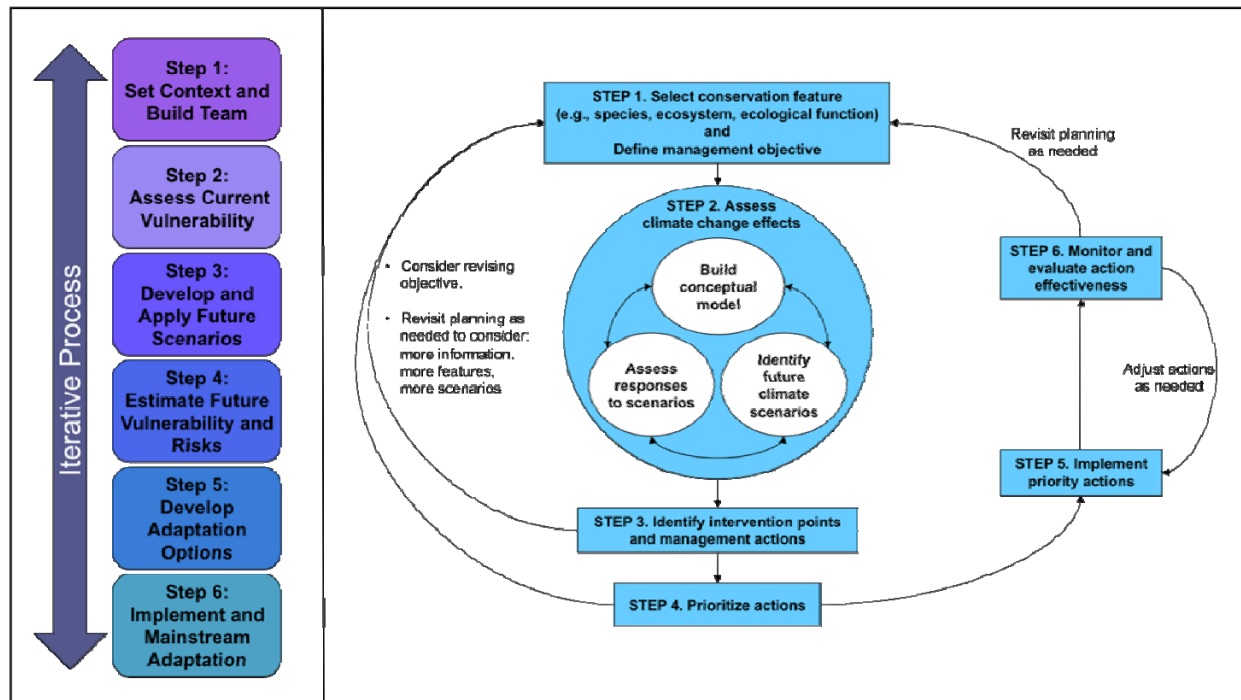 Iterative Process
Step 1:
Set Context and
Build Team
Step 2:
Assess Current
Vulnerability
Step 3:
Develop and
Apply Future
Scenarios
Step 4:
Estimate Future
Vulnerability and
Risks
Step 5:
Develop
Adaptation
Options
Step 6:
Implement and
Mainstream
Adaptation
STEP 1. Select conservation feature
(e.g., species, ecosystem, ecological function)
and
Define management objective
STEP 2. Assess
climate change effects
Build
conceptual
model
Assess
responses
to scenarios
Identify
future
climate
scenarios
• Consider revising
objective.
• Revisit planning as
needed to consider:
more information,
more features,
more scenarios
STEP 3. Identify intervention points
and management actions
STEP 4. Prioritize actions
STEP 5. Implement
priority actions
STEP 6. Monitor and
evaluate action
effectiveness
Revisit planning
as needed
Adjust actions
as needed